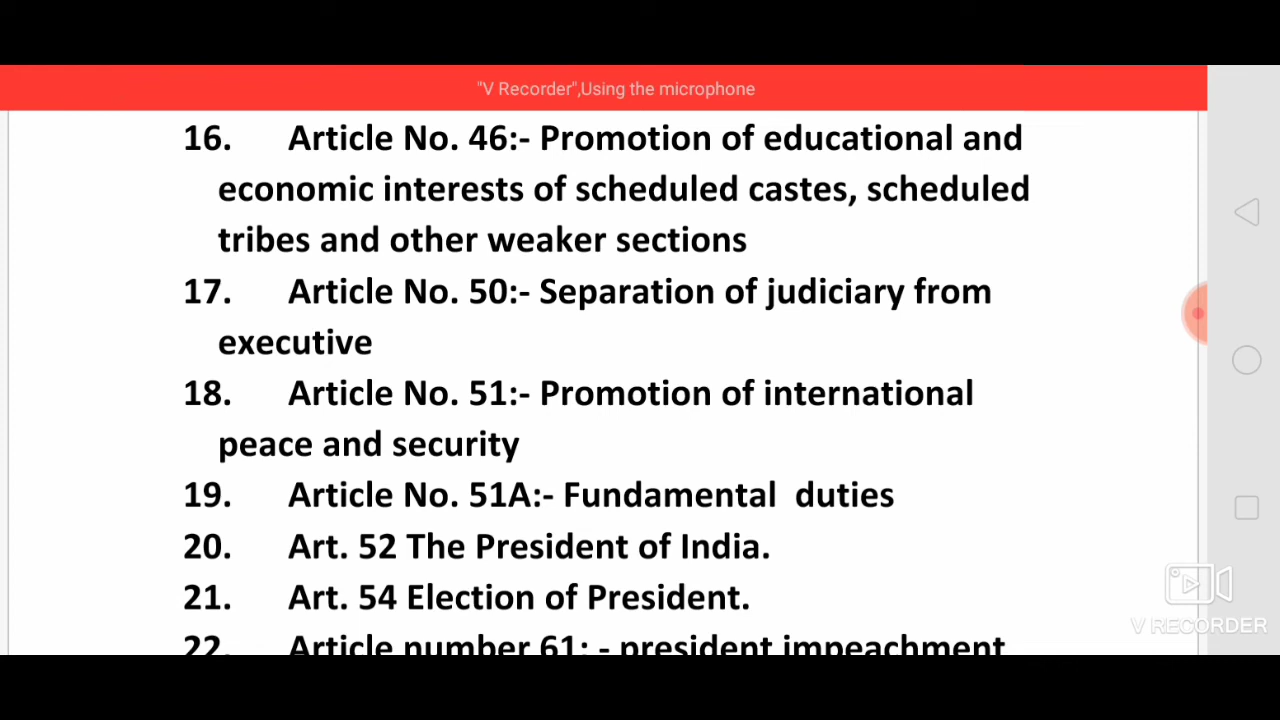 "V Recorder",Using the microphone
16. Article No. 46:- Promotion of educational and
economic interests of scheduled castes, scheduled
tribes and other weaker sections
17. Article No. 50:- Separation of judiciary from
executive
18. Article No. 51:- Promotion of international
peace and security
19. Article No. 51A:- Fundamental duties
20. Art. 52 The President of India.
21. Art. 54 Election of President.
22. Article number 61: - president impeachment
V RECORDER